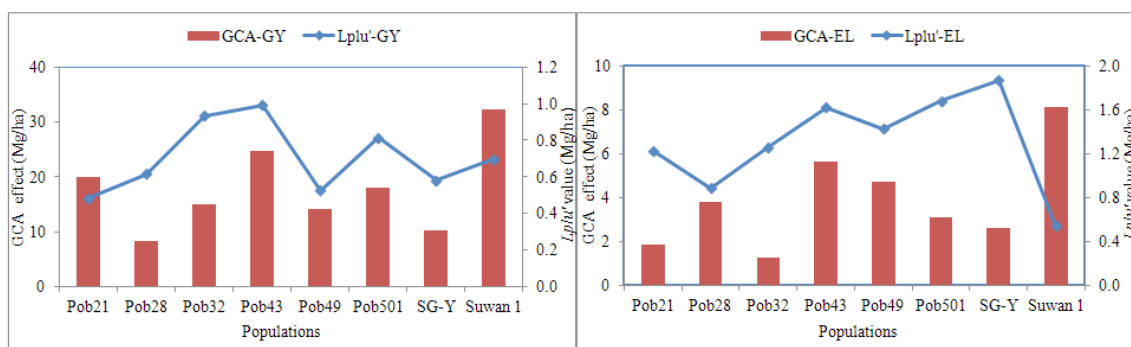 GCA-GY Lplu'-GY
GCA effect (Mg/ha)
40
30
20
10
0
1.2
1.0
0.8
0.6
0.4
0.2
0.0
Lplu' value (Mg/ha)
Pob21 Pob28 Pob32 Pob43 Pob49 Pob501 SG-Y Suwan 1
Populations
GCA-EL Lplu'-EL
GCA effect (Mg/ha)
10
8
6
4
2
0
2.0
1.6
1.2
0.8
0.4
0.0
Lplu' value (Mg/ha)
Pob21 Pob28 Pob32 Pob43 Pob49 Pob501 SG-Y Suwan 1
Populations